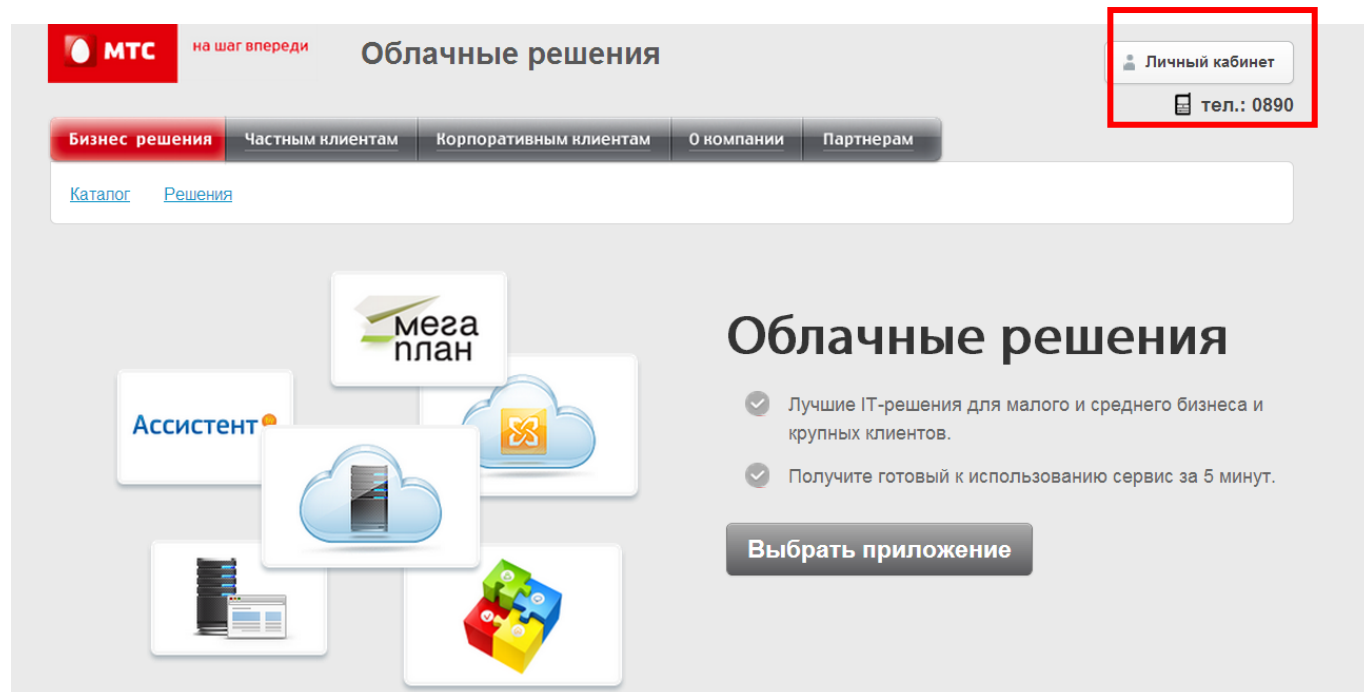 МТС
на шаг впереди
Облачные решения
Личный кабинет
тел.: 0890
Бизнес решения
Частным клиентам
Корпоративным клиентам
О компании
Партнерам
Каталог
Решения
мега
план
Ассистент
Облачные решения
Лучшие IT-решения для малого и среднего бизнеса и
крупных клиентов.
Получите готовый к использованию сервис за 5 минут.
Выбрать приложение